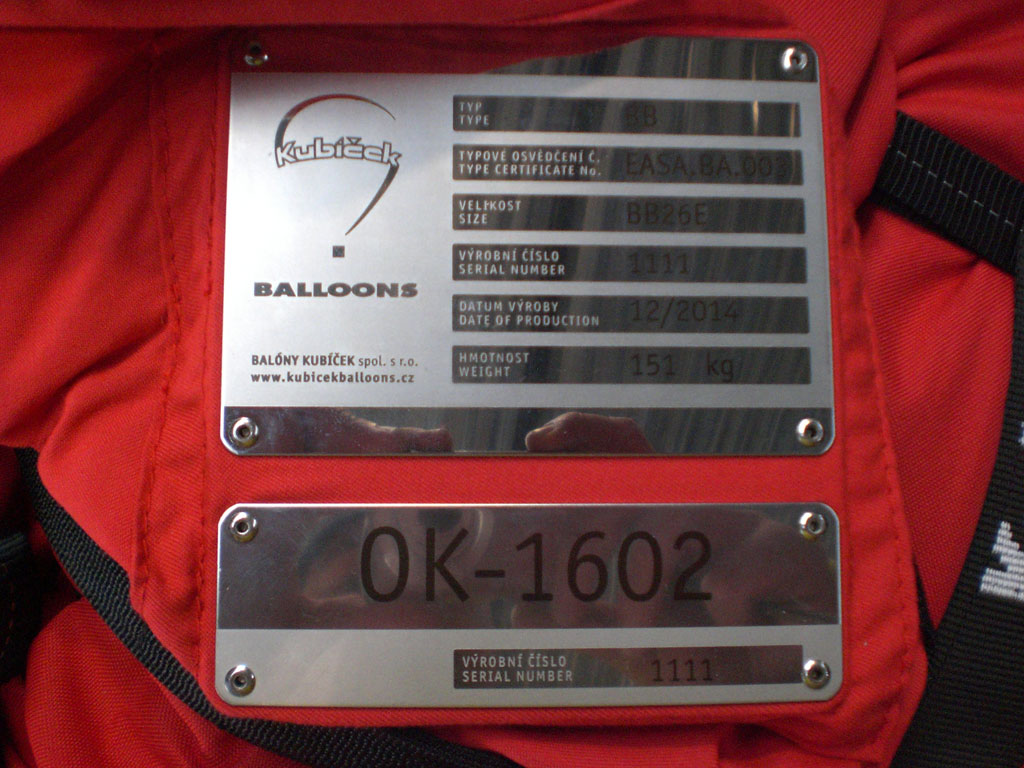 Kubíček
BALLOONS
BALÓNY KUBÍČEK spol. s r.o.
www.kubicekballoons.cz
TYP
TYPE BB
TYPOVÉ OSVĚDČENÍ Č.
TYPE CERTIFICATE No. EASA.BA.003
VELIKOST
SIZE BB26E
VÝROBNÍ ČÍSLO
SERIAL NUMBER 1111
DATUM VÝROBY
DATE OF PRODUCTION 12/2014
HMOTNOST
WEIGHT 151 kg
OK-1602
VÝROBNÍ ČÍSLO
SERIAL NUMBER 1111